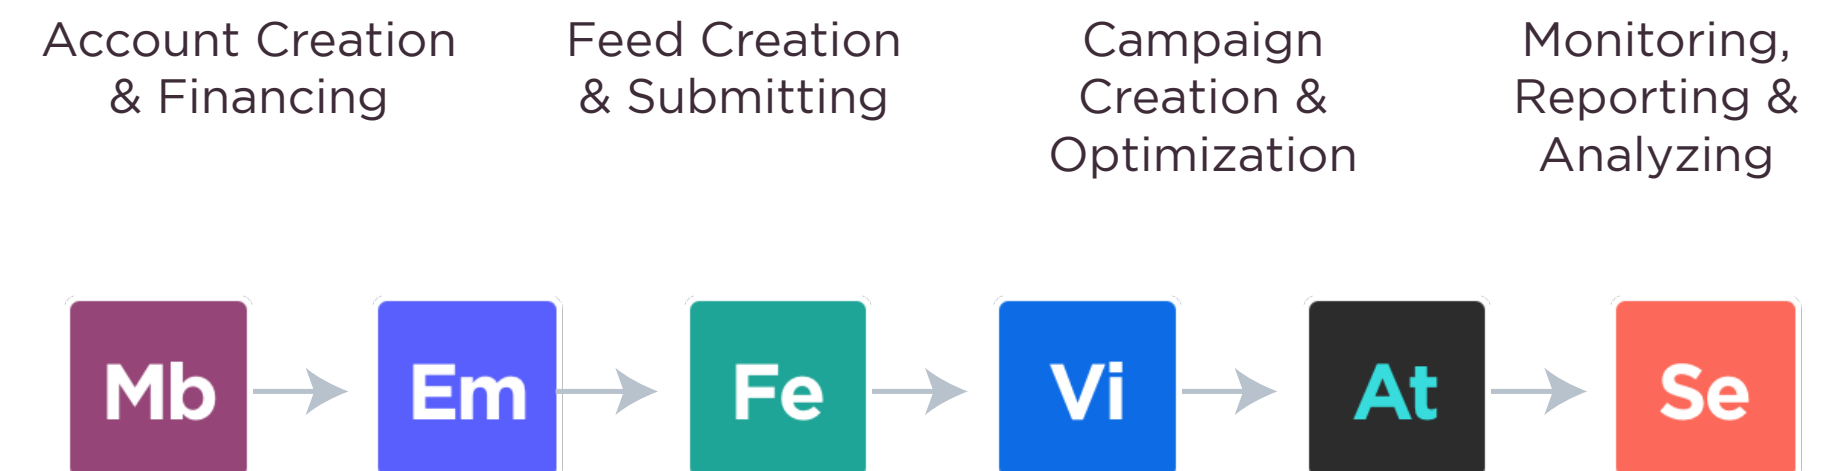 Account Creation
& Financing
Feed Creation
& Submitting
Campaign
Creation &
Optimization
Monitoring,
Reporting &
Analyzing
Mb
Em
Fe
Vi
At
Se